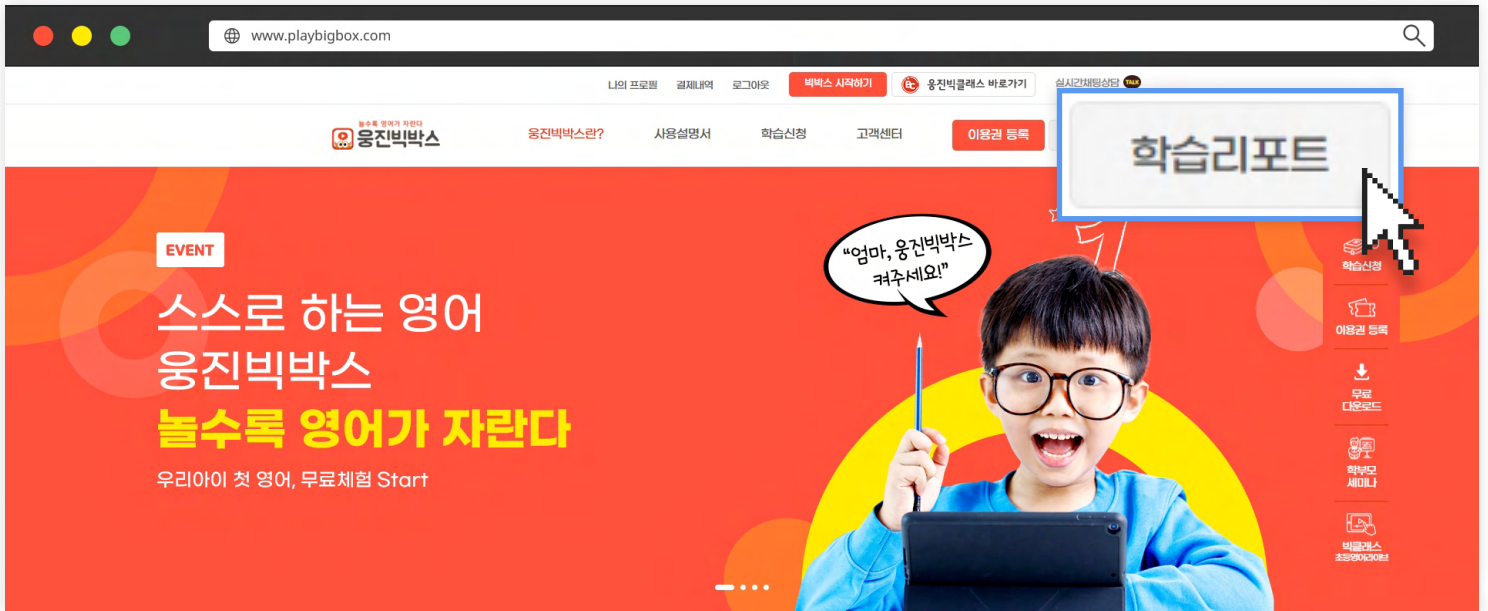 www.playbigbox.com
나의 프로필 결제내역 로그아웃 빅박스 시작하기 웅진빅클래스 바로가기 실시간채팅상담 TALK
놀수록 영어가 자란다
웅진빅박스 웅진빅박스란? 사용설명서 학습신청 고객센터 이용권 등록 학습리포트
EVENT
스스로 하는 영어
웅진빅박스
놀수록 영어가 자란다
우리아이 첫 영어, 무료체험 Start
“엄마, 웅진빅박스
켜주세요!”
학습신청
이용권 등록
무료
다운로드
학부모
세미나
빅클래스
초등영어라이브